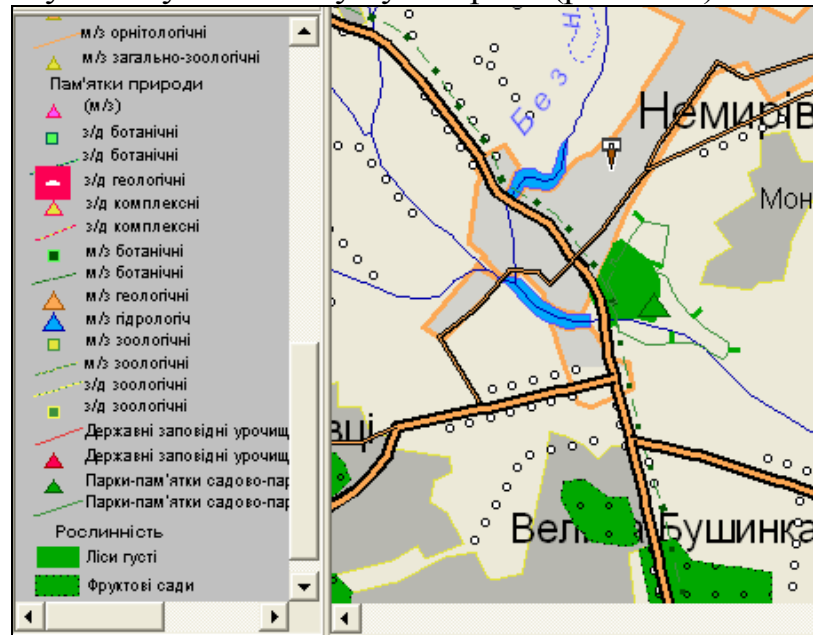 м/з орнітологічні
м/з загально-зоологічні
Пам'ятки природи
(м/з)
з/д ботанічні
з/д ботанічні
з/д геологічні
з/д комплексні
з/д комплексні
м/з ботанічні
м/з ботанічні
м/з геологічні
м/з гідрологіч
м/з зоологічні
м/з зоологічні
з/д зоологічні
з/д зоологічні
Державні заповідні урочищ
Державні заповідні урочищ
Парки-пам'ятки садово-пар
Парки-пам'ятки садово-пар
Рослинність
Ліси густі
Фруктові сади
Без н
Немирів
Мон
вці
Велика Бушинка